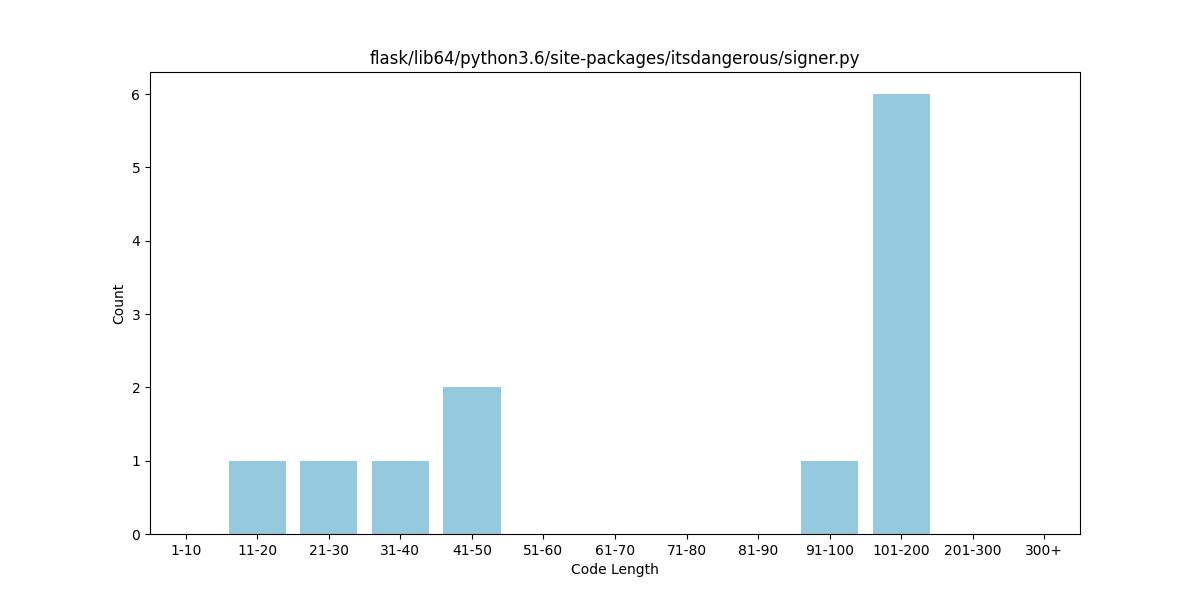 flask/lib64/python3.6/site-packages/itsdangerous/signer.py
6
5
4
3
2
1
0
Count
1-10 11-20 21-30 31-40 41-50 51-60 61-70 71-80 81-90 91-100 101-200 201-300 300+
Code Length